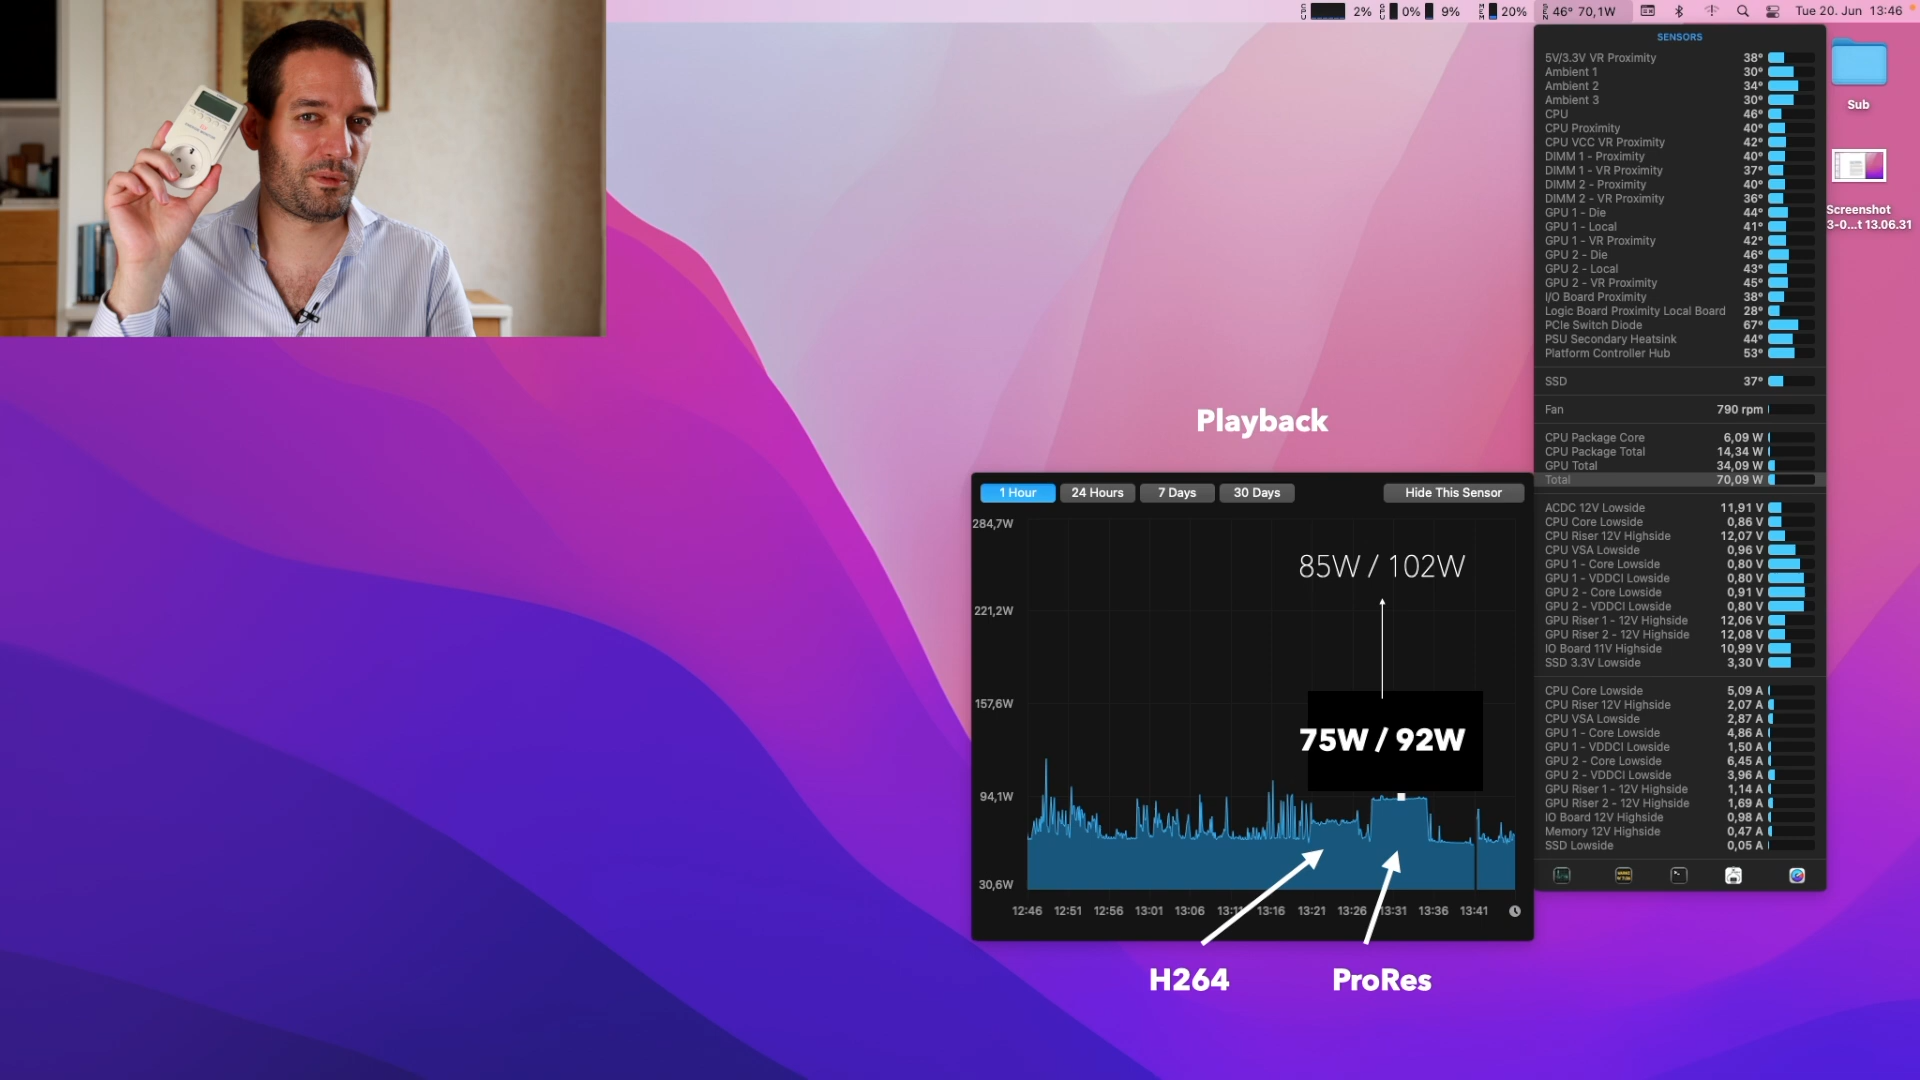 2%
0%
9%
20%
46° 70,1W
Tue 20. Jun 13:46
SENSORS
5V/3.3V VR Proximity 38°
Ambient 1 30°
Ambient 2 34°
Ambient 3 30°
CPU 46°
CPU Proximity 40°
CPU VCC VR Proximity 42°
DIMM 1 - Proximity 40°
DIMM 1 - VR Proximity 37°
DIMM 2 - Proximity 40°
DIMM 2 - VR Proximity 36°
GPU 1 - Die 44°
GPU 1 - Local 41°
GPU 1 - VR Proximity 42°
GPU 2 - Die 46°
GPU 2 - Local 43°
GPU 2 - VR Proximity 45°
I/O Board Proximity 38°
Logic Board Proximity Local Board 28°
PCIe Switch Diode 67°
PSU Secondary Heatsink 44°
Platform Controller Hub 53°
SSD 37°
Fan 790 rpm
CPU Package Core 6,09 W
CPU Package Total 14,34 W
GPU Total 34,09 W
Total 70,09 W
ACDC 12V Lowside 11,91 V
CPU Core Lowside 0,86 V
CPU Riser 12V Highside 12,07 V
CPU VSA Lowside 0,96 V
GPU 1 - Core Lowside 0,80 V
GPU 1 - VDDCI Lowside 0,80 V
GPU 2 - Core Lowside 0,91 V
GPU 2 - VDDCI Lowside 0,80 V
GPU Riser 1 - 12V Highside 12,06 V
GPU Riser 2 - 12V Highside 12,08 V
IO Board 11V Highside 10,99 V
SSD 3.3V Lowside 3,30 V
CPU Core Lowside 5,09 A
CPU Riser 12V Highside 2,07 A
CPU VSA Lowside 2,87 A
GPU 1 - Core Lowside 4,86 A
GPU 1 - VDDCI Lowside 1,50 A
GPU 2 - Core Lowside 6,45 A
GPU 2 - VDDCI Lowside 3,96 A
GPU Riser 1 - 12V Highside 1,14 A
GPU Riser 2 - 12V Highside 1,69 A
IO Board 12V Highside 0,98 A
Memory 12V Highside 0,47 A
SSD Lowside 0,05 A
Sub
Screenshot
3-0...t 13.06.31
Playback
1 Hour 24 Hours 7 Days 30 Days Hide This Sensor
284,7W
85W / 102W
221,2W
157,6W
75W / 92W
94,1W
30,6W
12:46 12:51 12:56 13:01 13:06 13:11 13:16 13:21 13:26 13:31 13:36 13:41
H264
ProRes